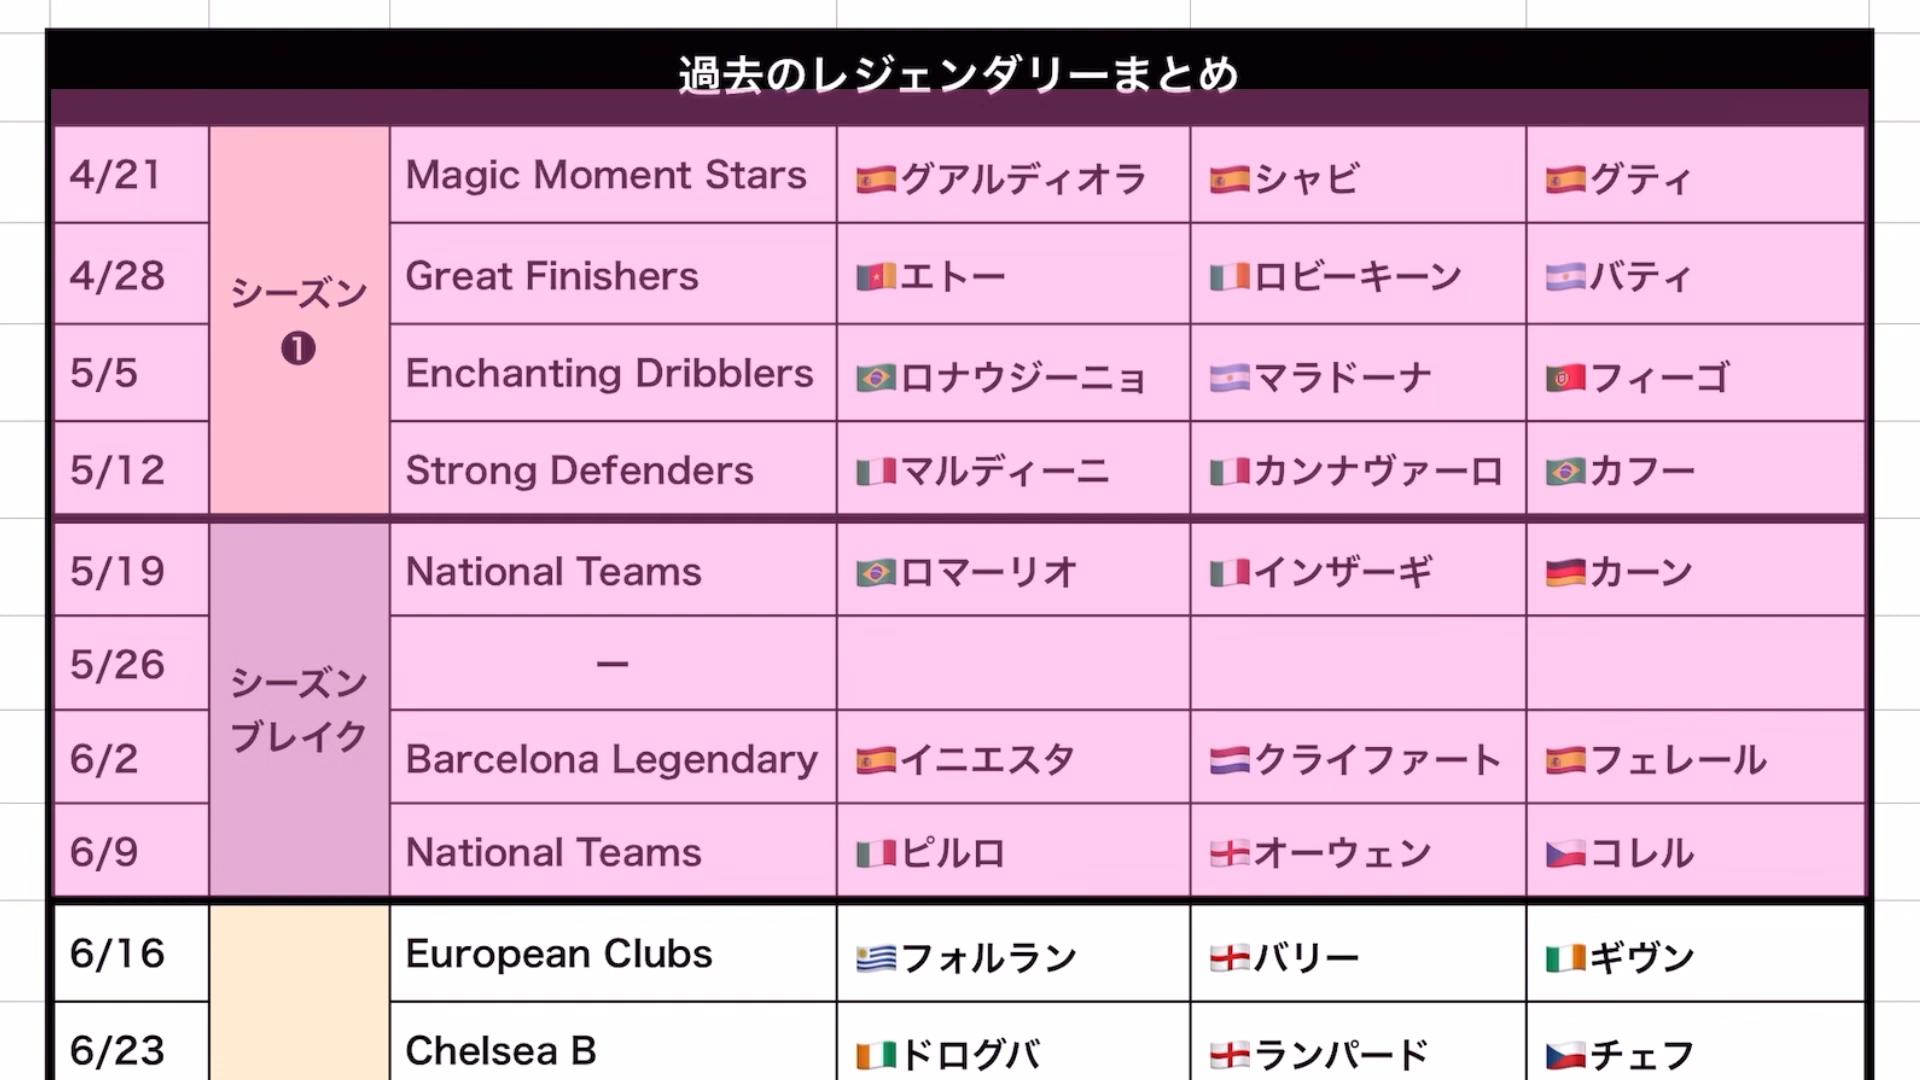 過去のレジェンダリーまとめ
4/21 Magic Moment Stars グアルディオラ シャビ グティ
4/28 Great Finishers エトー ロビーキーン バティ
シーズン
❶
5/5 Enchanting Dribblers ロナウジーニョ マラドーナ フィーゴ
5/12 Strong Defenders マルディーニ カンナヴァーロ カフー
5/19 National Teams ロマーリオ インザーギ カーン
5/26 ー
シーズン
ブレイク
6/2 Barcelona Legendary イニエスタ クライファート フェレール
6/9 National Teams ピルロ オーウェン コレル
6/16 European Clubs フォルラン バリー ギヴン
6/23 Chelsea B ドログバ ランパード チェフ